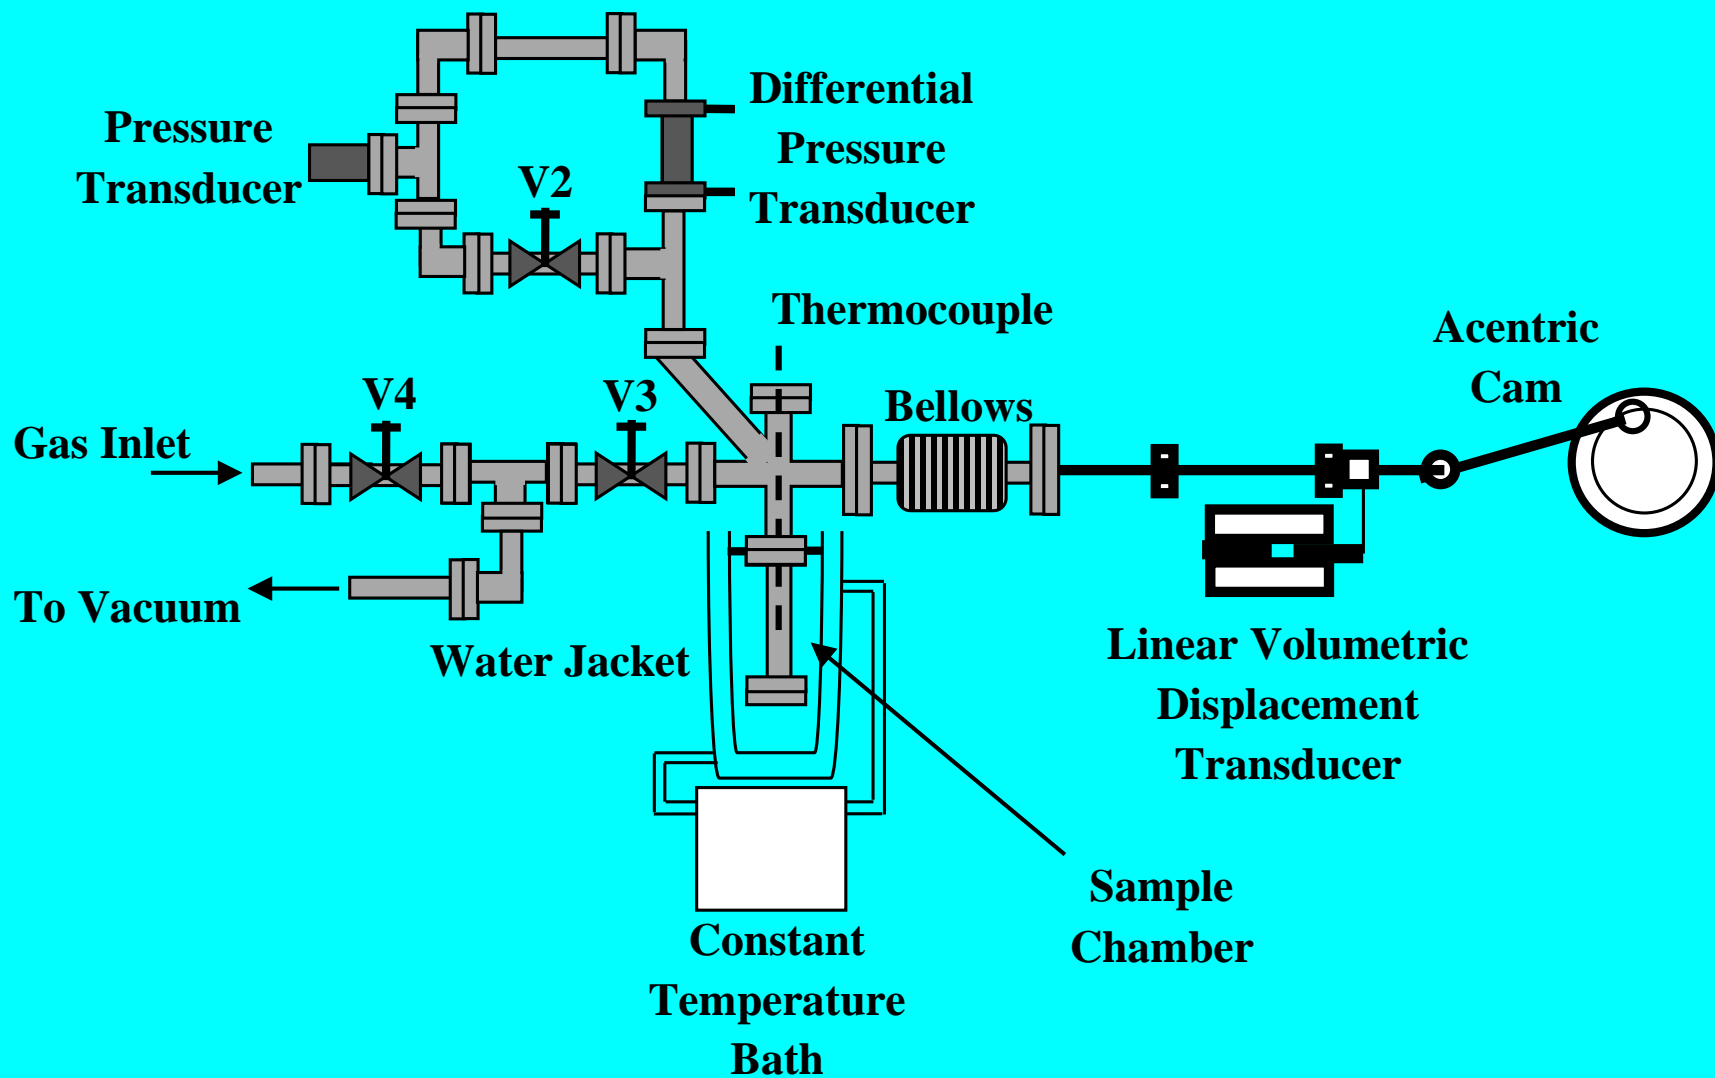 Differential
Pressure
Transducer
Pressure
Transducer
V2
Thermocouple
Acentric
Cam
V4
V3
Bellows
Gas Inlet
To Vacuum
Water Jacket
Linear Volumetric
Displacement
Transducer
Sample
Chamber
Constant
Temperature
Bath